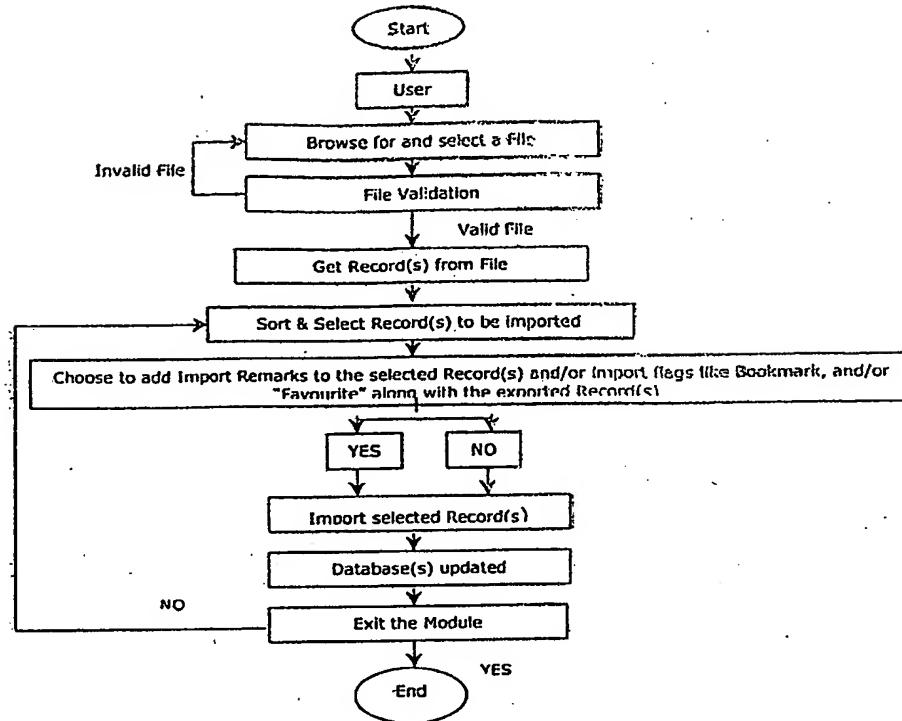 Start
User
Browse for and select a File
Invalid File
File Validation
Valid file
Get Record(s) from File
Sort & Select Record(s) to be imported
Choose to add Import Remarks to the selected Record(s) and/or Import flags like Bookmark, and/or
"Favourite" along with the exported Record(s)
YES
NO
Import selected Record(s)
Database(s) updated
NO
Exit the Module
YES
End